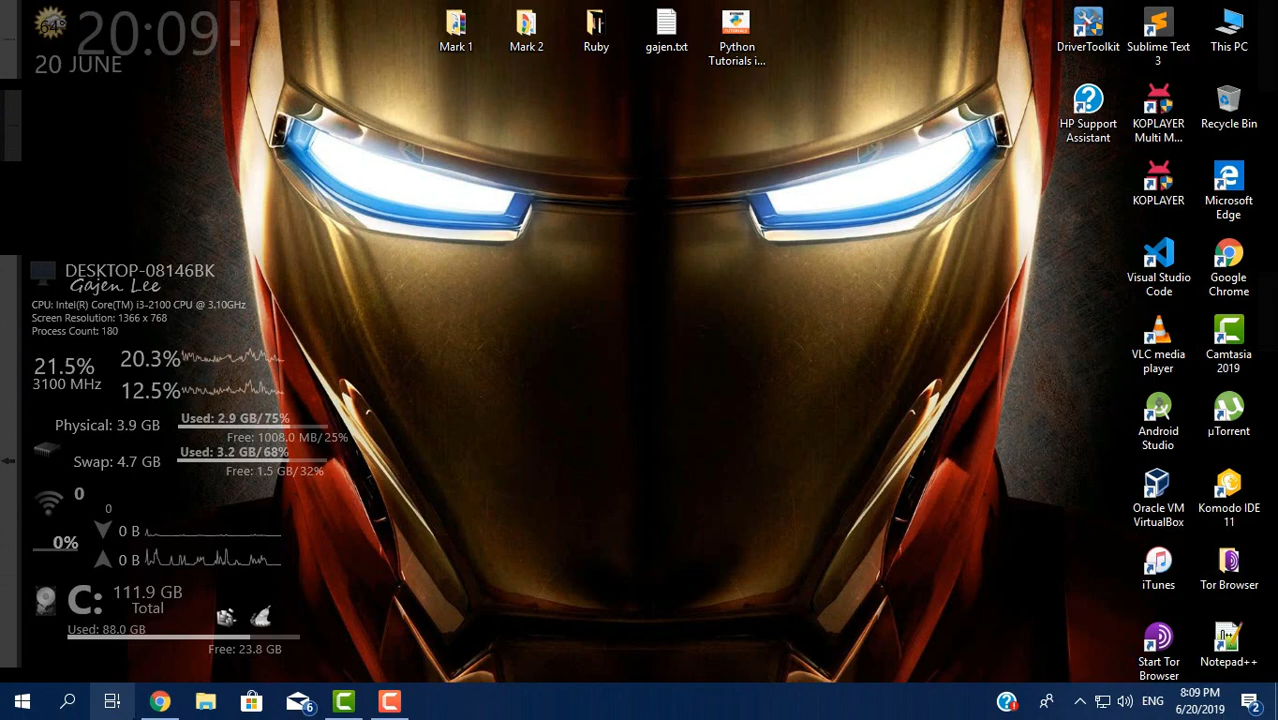 64°
20:09
20 JUNE
DESKTOP-08146BK
Gajen Lee
CPU: Intel(R) Core(TM) i3-2100 CPU @ 3.10GHz
Screen Resolution: 1366 x 768
Process Count: 180
21.5%
3100 MHz
20.3%
12.5%
Physical: 3.9 GB
Used: 2.9 GB/75%
Free: 1008.0 MB/25%
Swap: 4.7 GB
Used: 3.2 GB/68%
Free: 1.5 GB/32%
0
0
0 B
0%
0 B
C:
111.9 GB
Total
Used: 88.0 GB
Free: 23.8 GB
Mark 1
Mark 2
Ruby
gajen.txt
Python
Tutorials i...
DriverToolkit
Sublime Text
3
This PC
HP Support
Assistant
KOPLAYER
Multi M...
Recycle Bin
KOPLAYER
Microsoft
Edge
Visual Studio
Code
Google
Chrome
VLC media
player
Camtasia
2019
Android
Studio
µTorrent
Oracle VM
VirtualBox
Komodo IDE
11
iTunes
Tor Browser
Start Tor
Browser
Notepad++
6
ENG
8:09 PM
6/20/2019
2